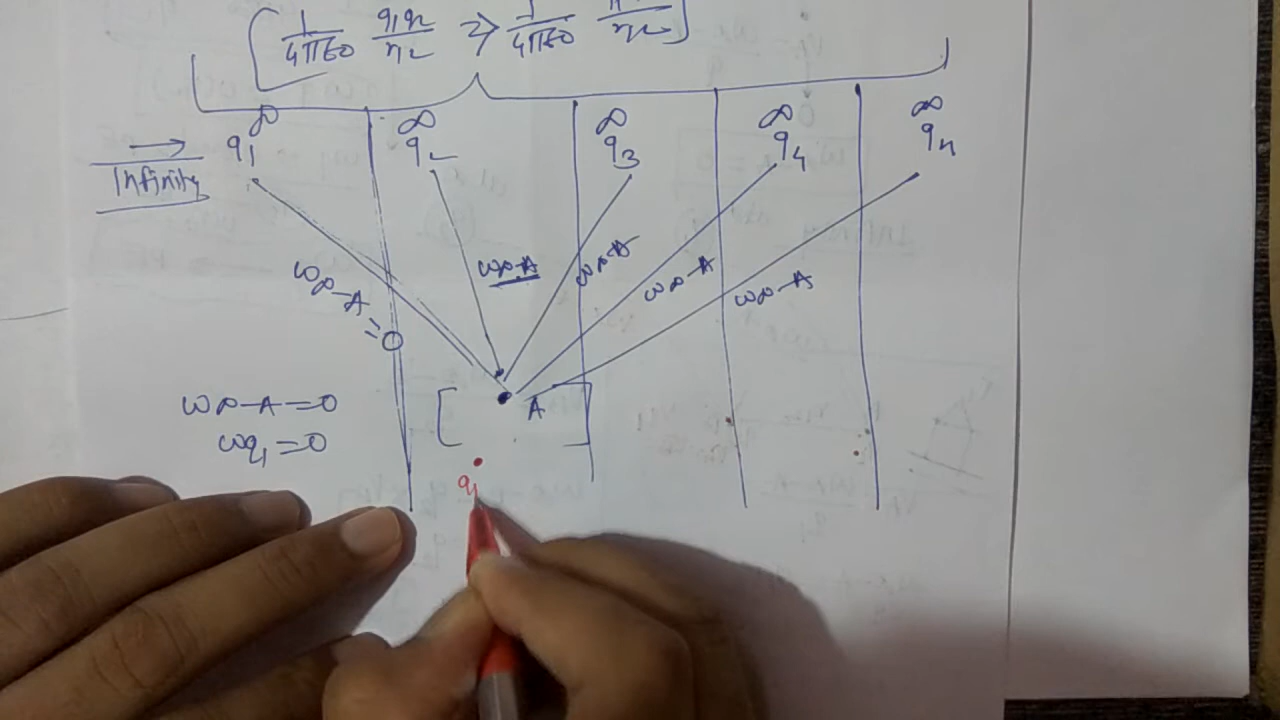 [ 1/4πε0 q1q2/r2 => 1/4πε0
∞ ∞ ∞ ∞ ∞
Infinity q1 q2 q3 q4 qn
W∞-A =0 W∞-A W∞-A W∞-A W∞-A
[ A ]
W∞-A=0
Wq1=0
q1